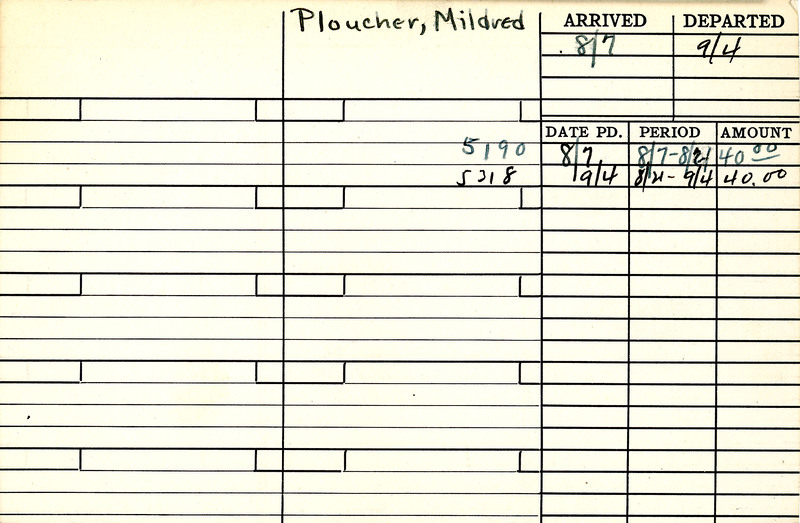 Ploucher, Mildred
ARRIVED DEPARTED
8/7 9/4
DATE PD. PERIOD AMOUNT
5190 8/7 8/7-8/21 40 00
5218 9/4 8/21-9/4 40.00